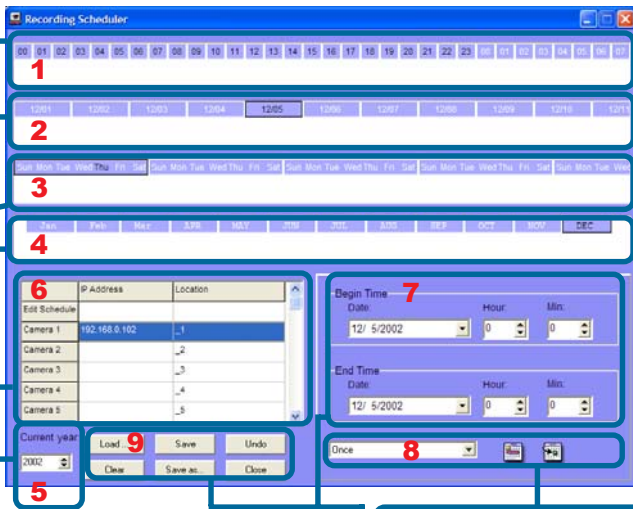 Recording Scheduler
00 01 02 03 04 05 06 07 08 09 10 11 12 13 14 15 16 17 18 19 20 21 22 23 00 01 02 03 04 05 06 07
1
12/01 12/02 12/03 12/04 12/05 12/06 12/07 12/08 12/09 12/10 12/11
2
Sun Mon Tue Wed Thu Fri Sat Sun Mon Tue Wed Thu Fri Sat Sun Mon Tue Wed Thu Fri Sat Sun Mon Tue Wed Thu Fri Sat Sun Mon Tue Wed
3
Jan Feb Mar APR MAY JUN JUL AUG SEP OCT NOV DEC
4
6 IP Address Location
Edit Schedule
Camera 1 192.168.0.102 _1
Camera 2 _2
Camera 3 _3
Camera 4 _4
Camera 5 _5
7
Begin Time
Date: Hour: Min:
12/ 5/2002 0 0
End Time
Date: Hour: Min:
12/ 5/2002 0 0
Current year
2002
5
9
Load ... Save Undo
Clear Save as... Close
Once 8